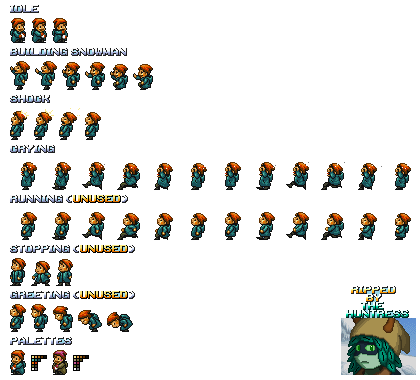 IDLE
BUILDING SNOWMAN
SHOCK
CRYING
RUNNING (UNUSED)
STOPPING (UNUSED)
GREETING (UNUSED)
RIPPED
BY
THE
HUNTRESS
PALETTES